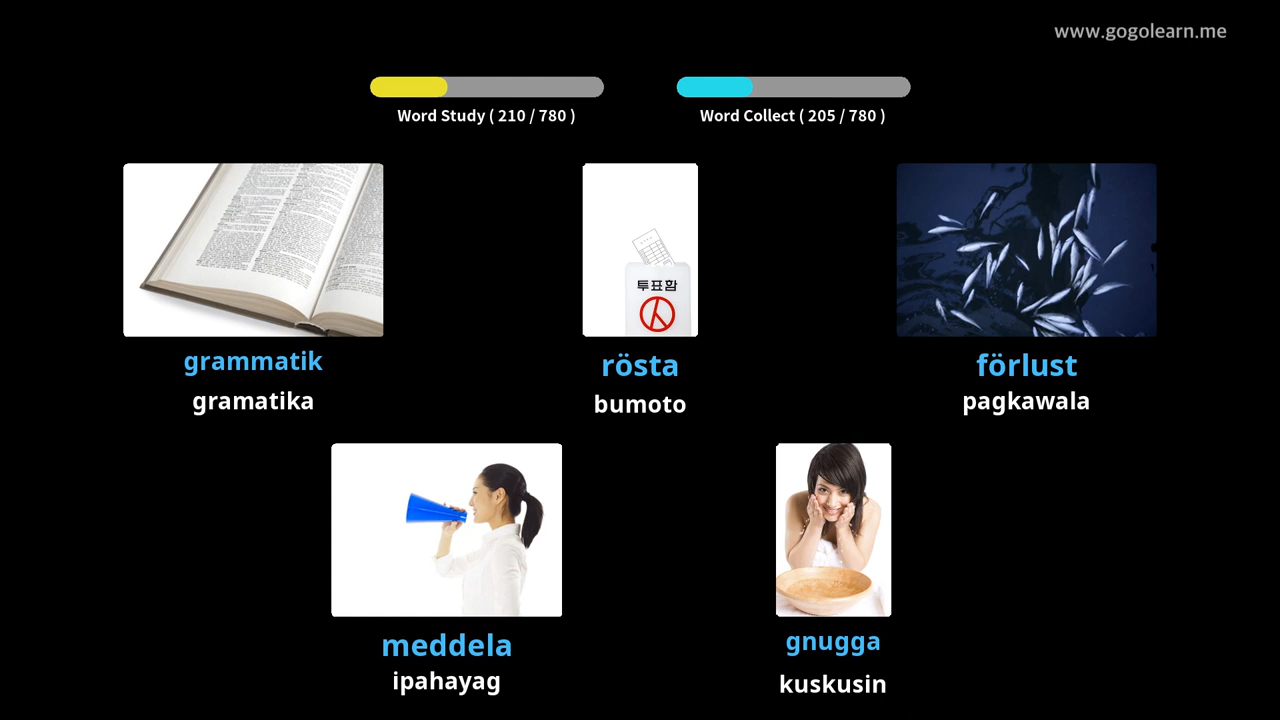 www.gogolearn.me
Word Study ( 210 / 780 )
Word Collect ( 205 / 780 )
투표함
grammatik
gramatika
rösta
bumoto
förlust
pagkawala
meddela
ipahayag
gnugga
kuskusin